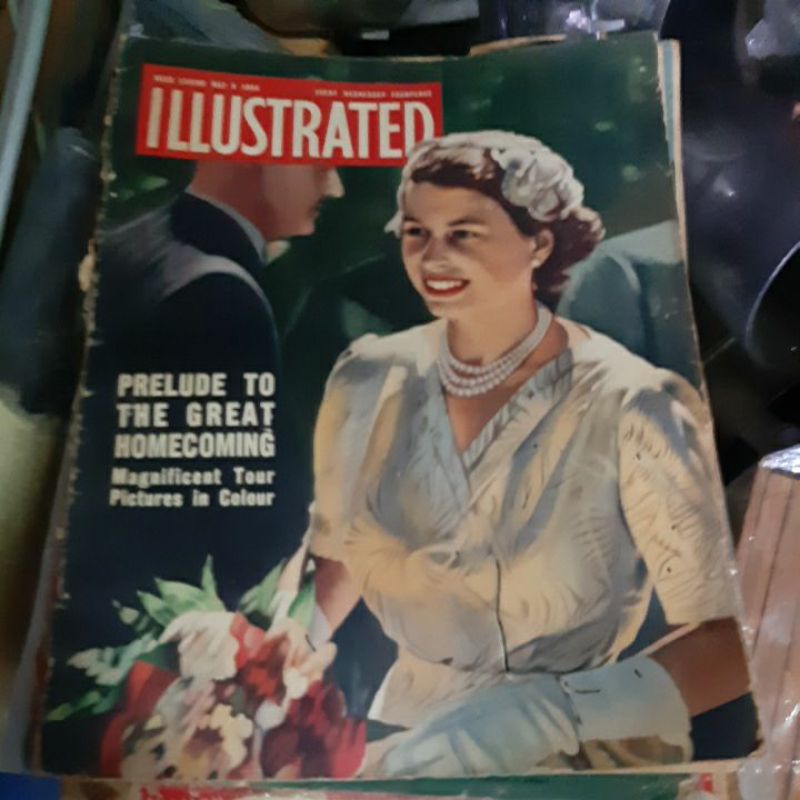 ILLUSTRATED
PRELUDE TO
THE GREAT
HOMECOMING
Magnificent Tour
Pictures in Colour